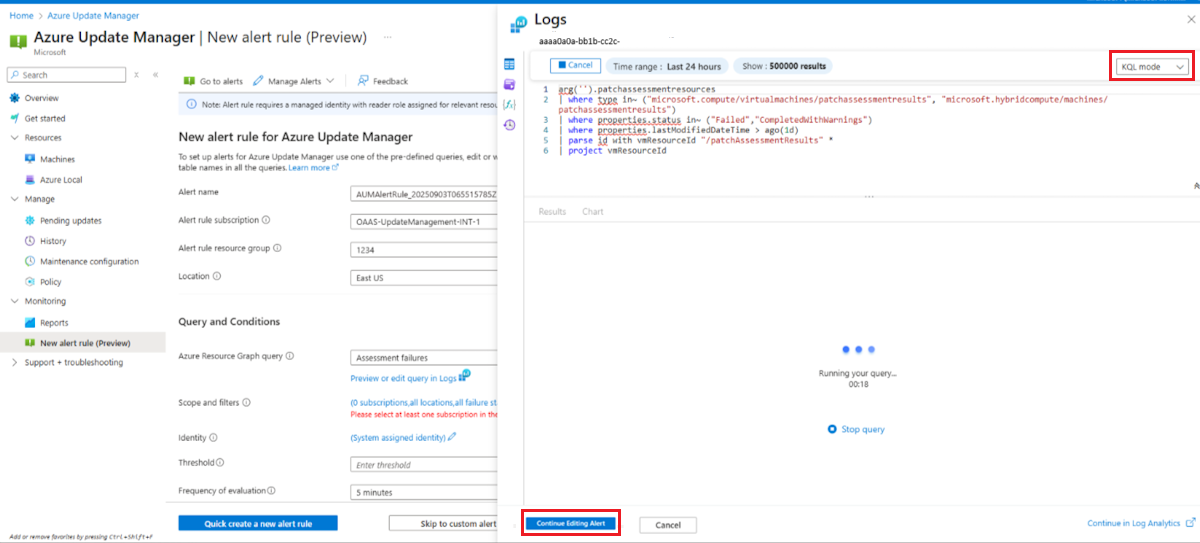 Home > Azure Update Manager
Azure Update Manager | New alert rule (Preview) ...
Microsoft
Search
Overview
Get started
Resources
Machines
Azure Local
Manage
Pending updates
History
Maintenance configuration
Policy
Monitoring
Reports
New alert rule (Preview)
Support + troubleshooting
Add or remove favorites by pressing Ctrl+Shift+F
Go to alerts
Manage Alerts
Feedback
Note: Alert rule requires a managed identity with reader role assigned for relevant resou
New alert rule for Azure Update Manager
To set up alerts for Azure Update Manager use one of the pre-defined queries, edit or w
table names in all the queries. Learn more
Alert name
AUMAlertRule_20250903T065515785Z
Alert rule subscription
OAAS-UpdateManagement-INT-1
Alert rule resource group
1234
Location
East US
Query and Conditions
Azure Resource Graph query
Assessment failures
Preview or edit query in Logs
Scope and filters
(0 subscriptions,all locations,all failure st
Please select at least one subscription in the
Identity
(System assigned identity)
Threshold
Enter threshold
Frequency of evaluation
5 minutes
Quick create a new alert rule
Skip to custom alert
Logs
aaaa0a0a-bb1b-cc2c-
Cancel
Time range : Last 24 hours
Show : 500000 results
KQL mode
1 arg('').patchassessmentresources
2 | where type in~ ("microsoft.compute/virtualmachines/patchassessmentresults", "microsoft.hybridcompute/machines/
patchassessmentresults")
3 | where properties.status in~ ("Failed","CompletedWithWarnings")
4 | where properties.lastModifiedDateTime > ago(1d)
5 | parse id with vmResourceId "/patchAssessmentResults" *
6 | project vmResourceId
Results
Chart
Running your query...
00:18
Stop query
Continue Editing Alert
Cancel
Continue in Log Analytics